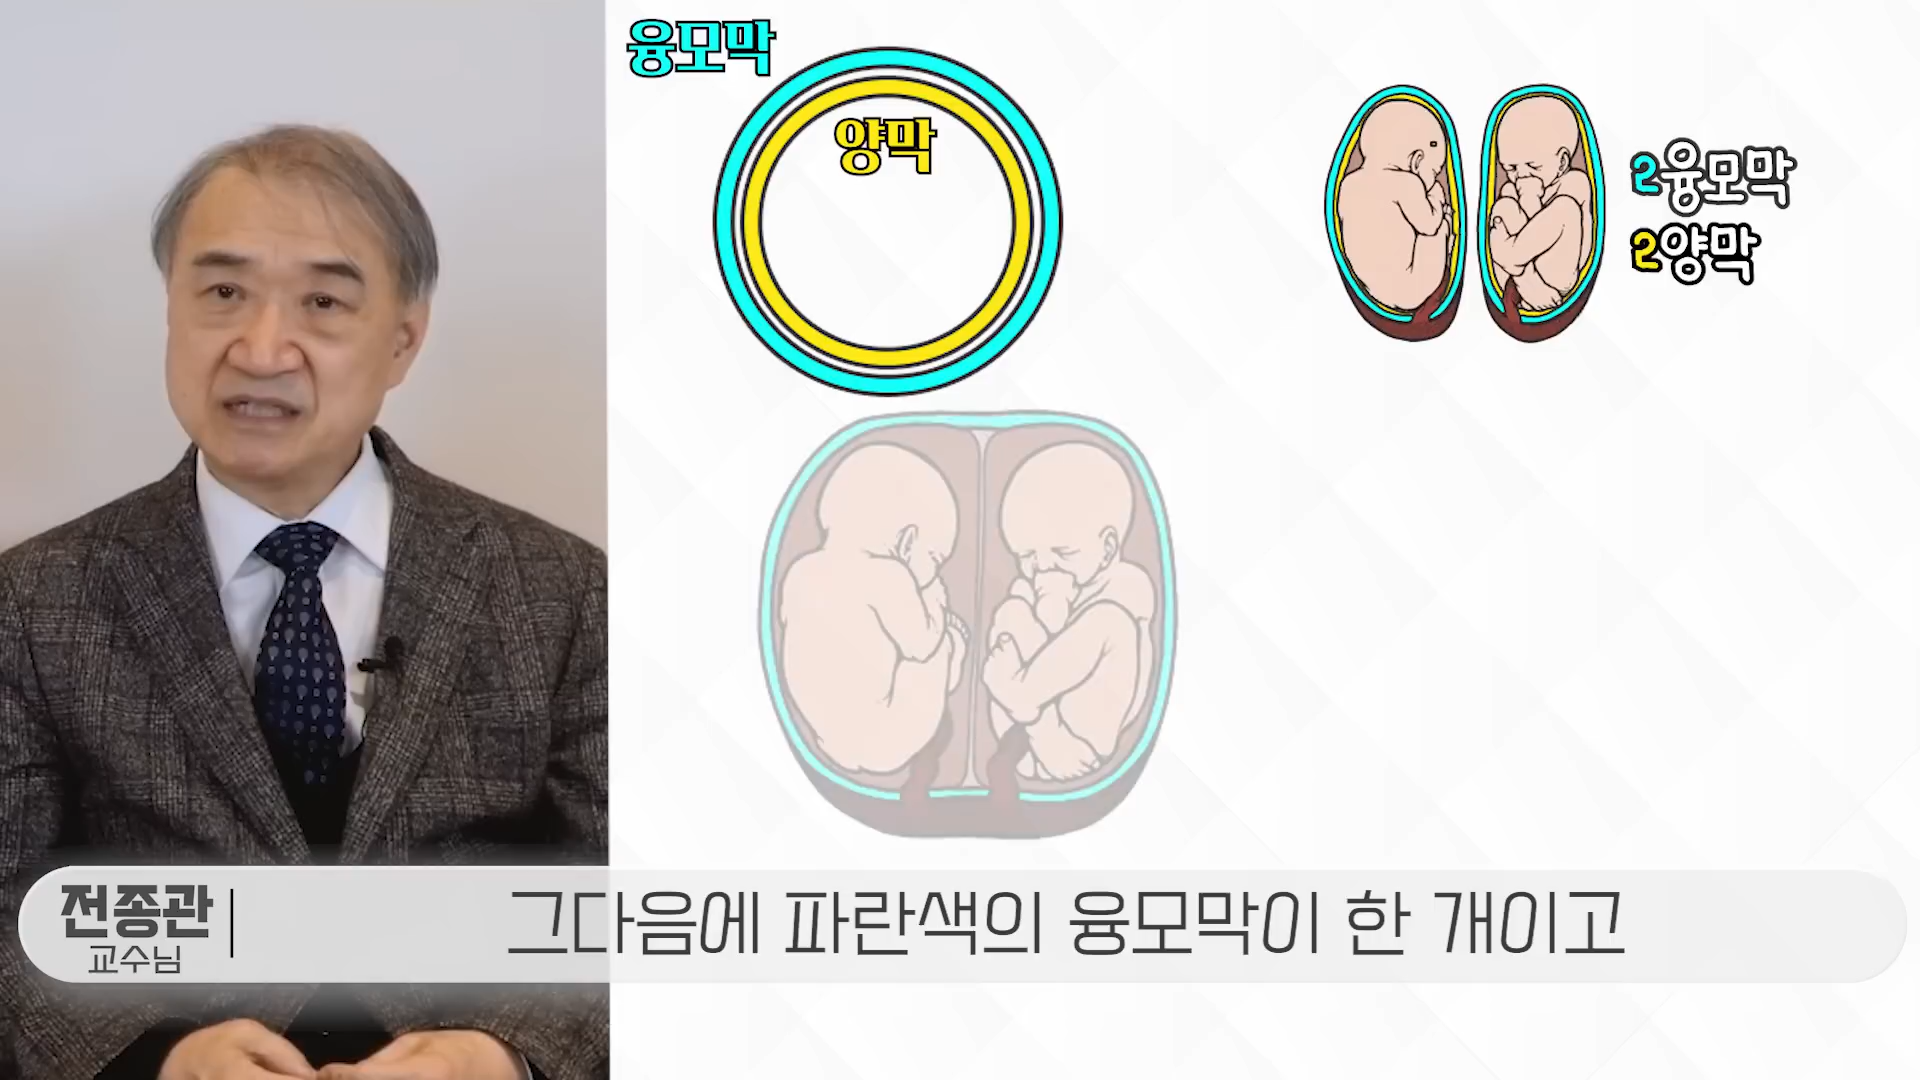 융모막
양막
2융모막
2양막
전종관
교수님
그다음에 파란색의 융모막이 한 개이고